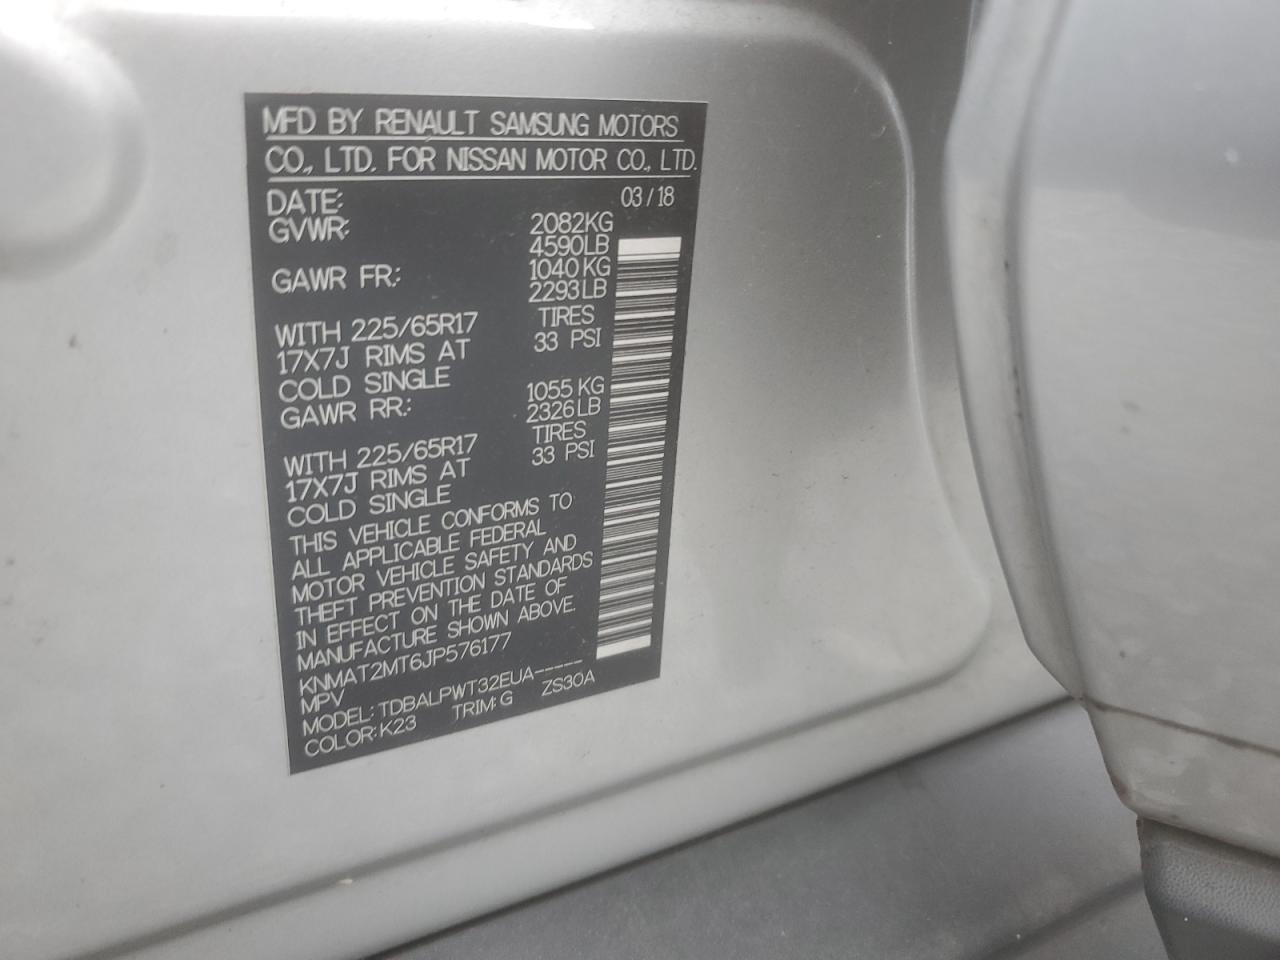 MFD BY RENAULT SAMSUNG MOTORS
CO., LTD. FOR NISSAN MOTOR CO., LTD.
DATE: 03/18
GVWR: 2082KG
4590LB
GAWR FR.: 1040KG
2293LB
WITH 225/65R17 TIRES
17X7J RIMS AT 33 PSI
COLD SINGLE
GAWR RR.: 1055KG
2326LB
WITH 225/65R17 TIRES
17X7J RIMS AT 33 PSI
COLD SINGLE
THIS VEHICLE CONFORMS TO
ALL APPLICABLE FEDERAL
MOTOR VEHICLE SAFETY AND
THEFT PREVENTION STANDARDS
IN EFFECT ON THE DATE OF
MANUFACTURE SHOWN ABOVE.
KNMAT2MT6JP576177
MPV
MODEL: TDBALPWT32EUA-----
COLOR: K23 TRIM: G ZS30A